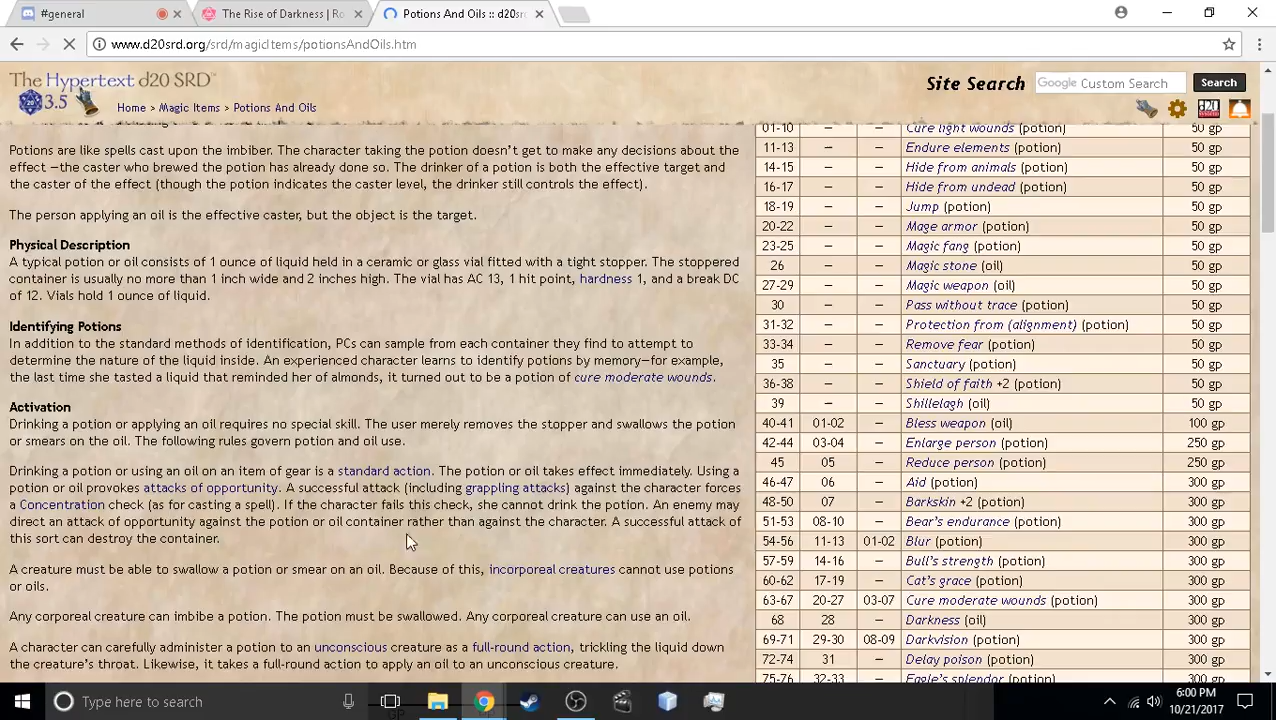 #general
The Rise of Darkness | Ro
Potions And Oils :: d20sr
www.d20srd.org/srd/magicItems/potionsAndOils.htm
The Hypertext d20 SRD™
3.5
Home > Magic Items > Potions And Oils
Site Search
Google Custom Search
Search
Potions are like spells cast upon the imbiber. The character taking the potion doesn't get to make any decisions about the
effect —the caster who brewed the potion has already done so. The drinker of a potion is both the effective target and
the caster of the effect (though the potion indicates the caster level, the drinker still controls the effect).
The person applying an oil is the effective caster, but the object is the target.
Physical Description
A typical potion or oil consists of 1 ounce of liquid held in a ceramic or glass vial fitted with a tight stopper. The stoppered
container is usually no more than 1 inch wide and 2 inches high. The vial has AC 13, 1 hit point, hardness 1, and a break DC
of 12. Vials hold 1 ounce of liquid.
Identifying Potions
In addition to the standard methods of identification, PCs can sample from each container they find to attempt to
determine the nature of the liquid inside. An experienced character learns to identify potions by memory—for example,
the last time she tasted a liquid that reminded her of almonds, it turned out to be a potion of cure moderate wounds.
Activation
Drinking a potion or applying an oil requires no special skill. The user merely removes the stopper and swallows the potion
or smears on the oil. The following rules govern potion and oil use.
Drinking a potion or using an oil on an item of gear is a standard action. The potion or oil takes effect immediately. Using a
potion or oil provokes attacks of opportunity. A successful attack (including grappling attacks) against the character forces
a Concentration check (as for casting a spell). If the character fails this check, she cannot drink the potion. An enemy may
direct an attack of opportunity against the potion or oil container rather than against the character. A successful attack of
this sort can destroy the container.
A creature must be able to swallow a potion or smear on an oil. Because of this, incorporeal creatures cannot use potions
or oils.
Any corporeal creature can imbibe a potion. The potion must be swallowed. Any corporeal creature can use an oil.
A character can carefully administer a potion to an unconscious creature as a full-round action, trickling the liquid down
the creature's throat. Likewise, it takes a full-round action to apply an oil to an unconscious creature.
01-10 — — Cure light wounds (potion) 50 gp
11-13 — — Endure elements (potion) 50 gp
14-15 — — Hide from animals (potion) 50 gp
16-17 — — Hide from undead (potion) 50 gp
18-19 — — Jump (potion) 50 gp
20-22 — — Mage armor (potion) 50 gp
23-25 — — Magic fang (potion) 50 gp
26 — — Magic stone (oil) 50 gp
27-29 — — Magic weapon (oil) 50 gp
30 — — Pass without trace (potion) 50 gp
31-32 — — Protection from (alignment) (potion) 50 gp
33-34 — — Remove fear (potion) 50 gp
35 — — Sanctuary (potion) 50 gp
36-38 — — Shield of faith +2 (potion) 50 gp
39 — — Shillelagh (oil) 50 gp
40-41 01-02 — Bless weapon (oil) 100 gp
42-44 03-04 — Enlarge person (potion) 250 gp
45 05 — Reduce person (potion) 250 gp
46-47 06 — Aid (potion) 300 gp
48-50 07 — Barkskin +2 (potion) 300 gp
51-53 08-10 — Bear's endurance (potion) 300 gp
54-56 11-13 01-02 Blur (potion) 300 gp
57-59 14-16 — Bull's strength (potion) 300 gp
60-62 17-19 — Cat's grace (potion) 300 gp
63-67 20-27 03-07 Cure moderate wounds (potion) 300 gp
68 28 — Darkness (oil) 300 gp
69-71 29-30 08-09 Darkvision (potion) 300 gp
72-74 31 — Delay poison (potion) 300 gp
75-76 32-33 — Eagle's splendor (potion) 300 gp
Type here to search
6:00 PM
10/21/2017